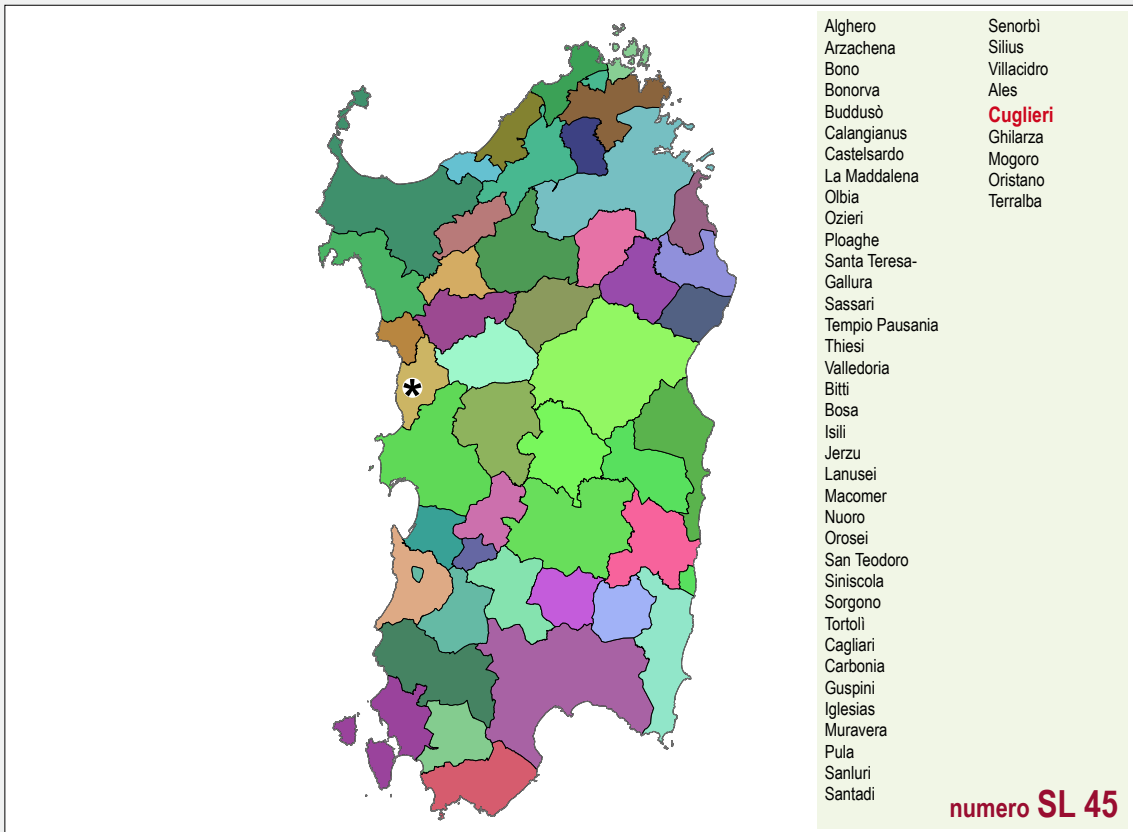 Alghero
Arzachena
Bono
Bonorva
Buddusò
Calangianus
Castelsardo
La Maddalena
Olbia
Ozieri
Ploaghe
Santa Teresa-
Gallura
Sassari
Tempio Pausania
Thiesi
Valledoria
Bitti
Bosa
Isili
Jerzu
Lanusei
Macomer
Nuoro
Orosei
San Teodoro
Siniscola
Sorgono
Tortolì
Cagliari
Carbonia
Guspini
Iglesias
Muravera
Pula
Sanluri
Santadi
Senorbì
Silius
Villacidro
Ales
Cuglieri
Ghilarza
Mogoro
Oristano
Terralba
*
numero SL 45